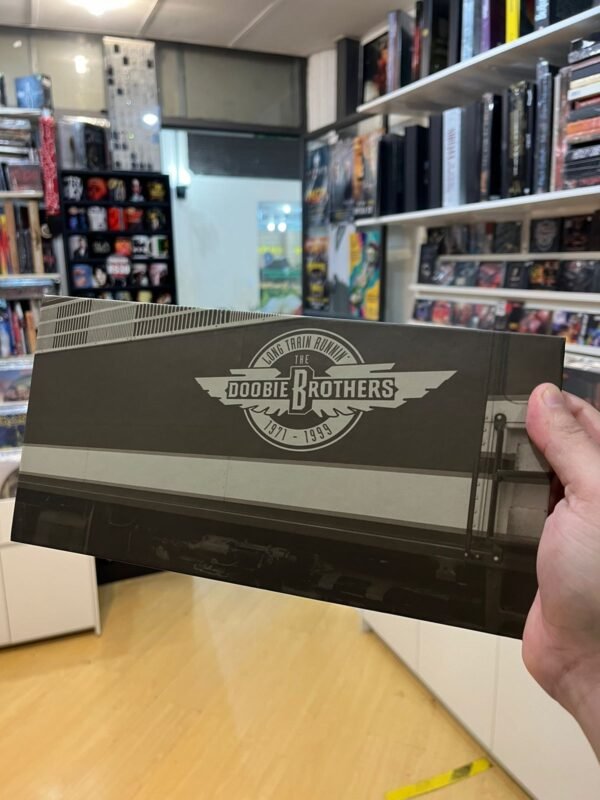 LONG TRAIN RUNNIN'
THE
DOOBIE BROTHERS
1971 - 1999